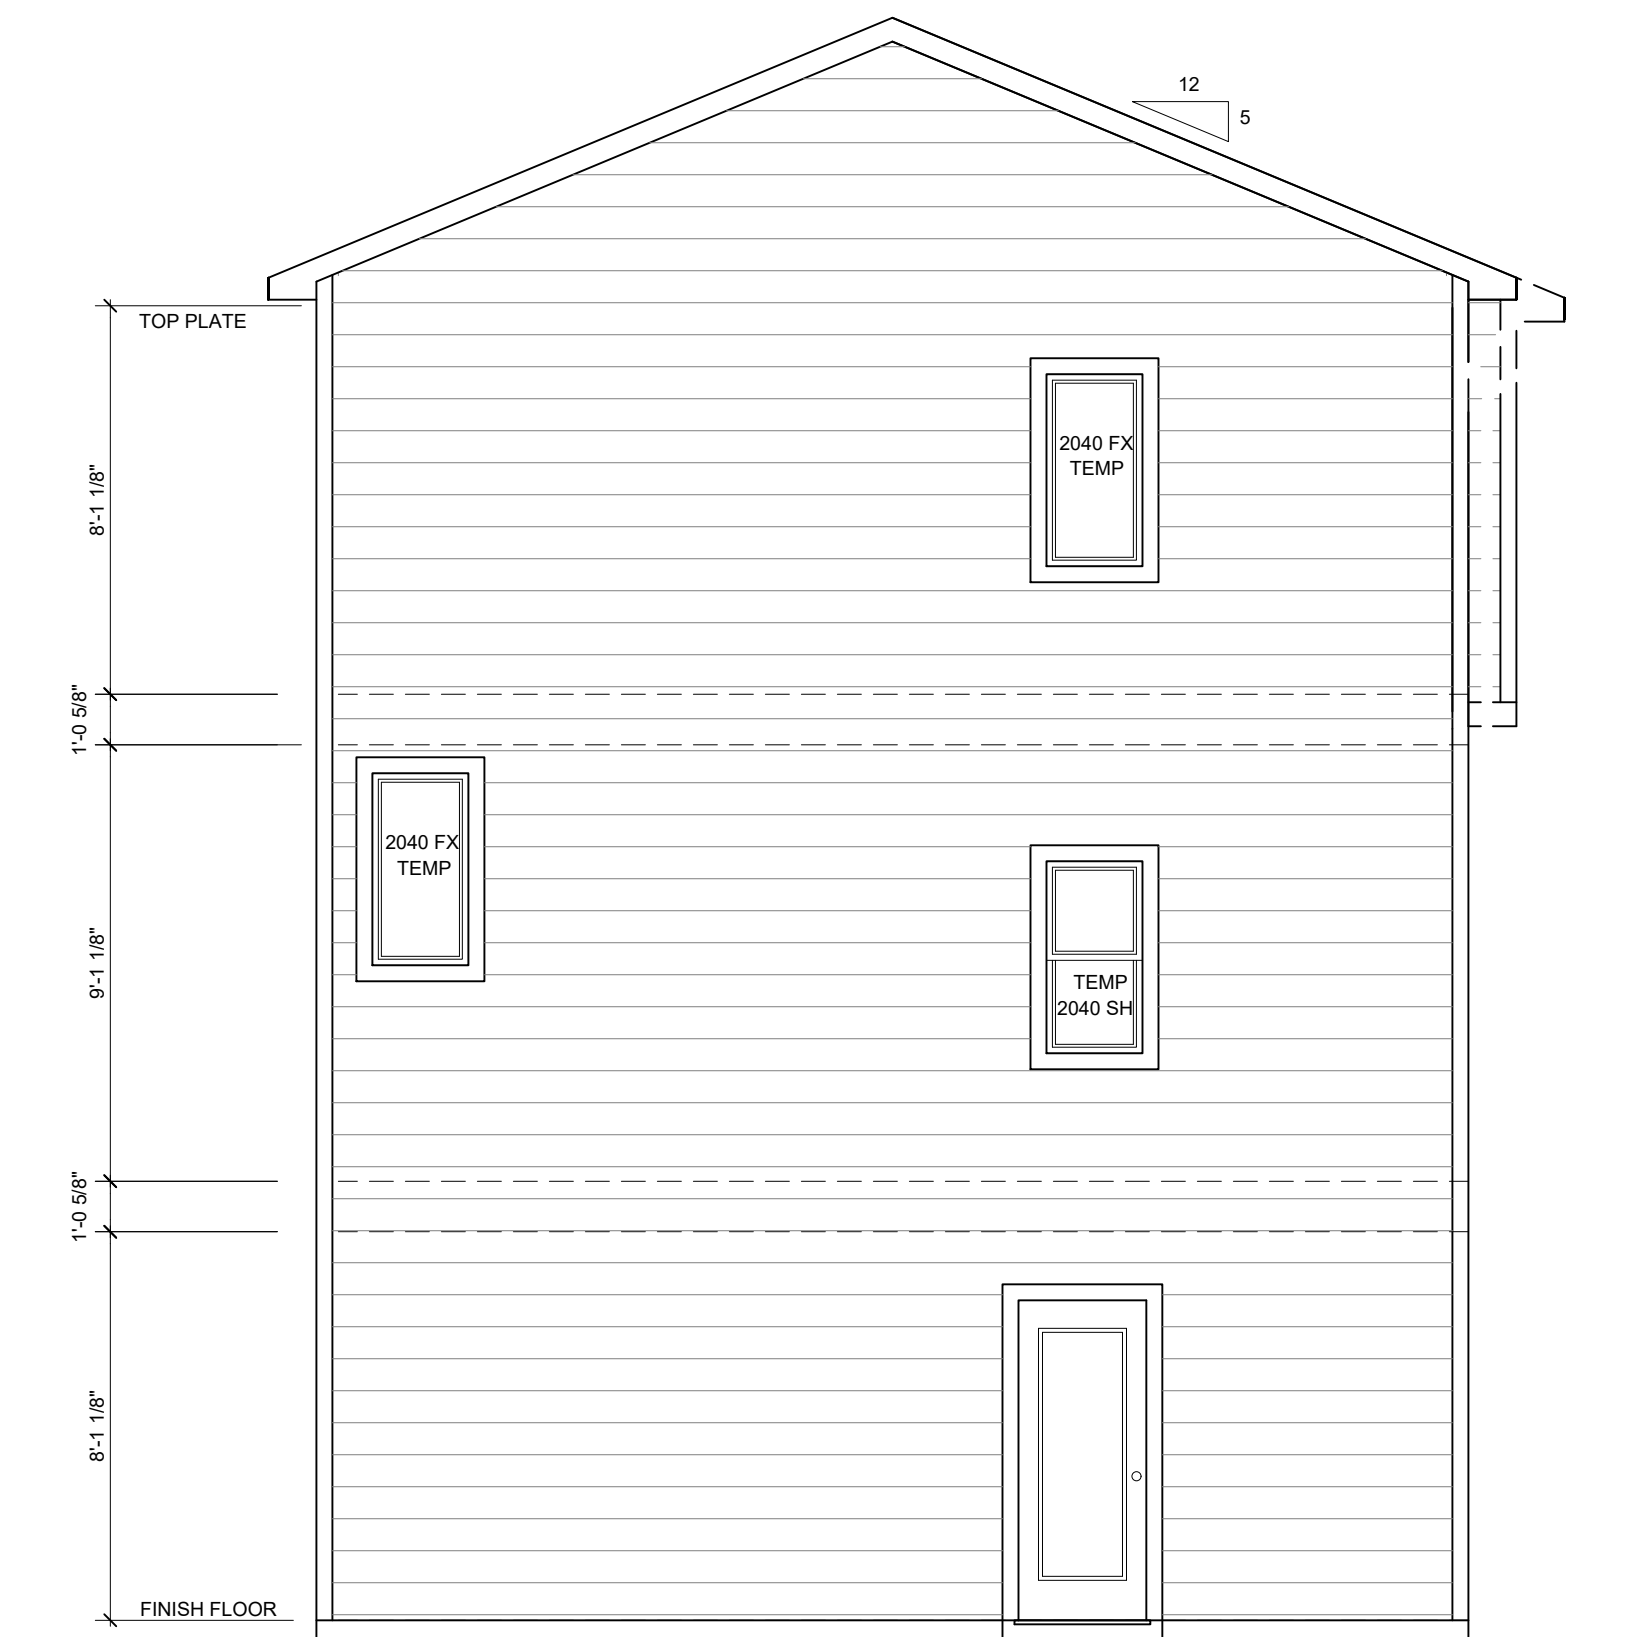 12
5
TOP PLATE
8'-1 1/8"
2040 FX
TEMP
1'-0 5/8"
2040 FX
TEMP
9'-1 1/8"
TEMP
2040 SH
1'-0 5/8"
8'-1 1/8"
FINISH FLOOR